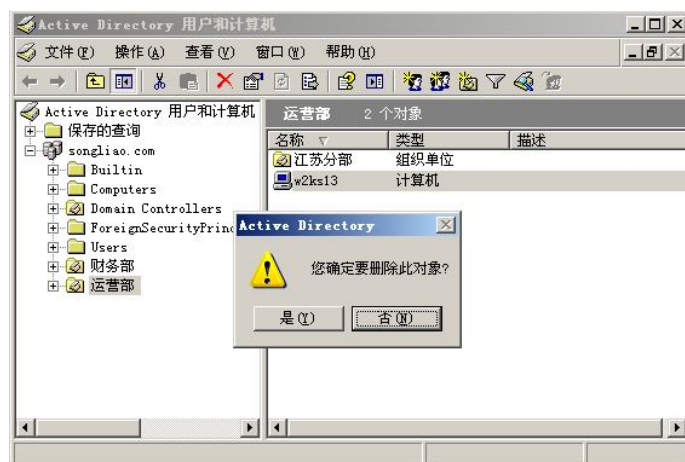 Active Directory 用户和计算机
文件(F) 操作(A) 查看(V) 窗口(W) 帮助(H)
Active Directory 用户和计算机
保存的查询
songliao.com
Builtin
Computers
Domain Controllers
ForeignSecurityPrinc
Users
财务部
运营部
运营部 2 个对象
名称 类型 描述
江苏分部 组织单位
w2ks13 计算机
Active Directory
您确定要删除此对象?
是(Y) 否(N)